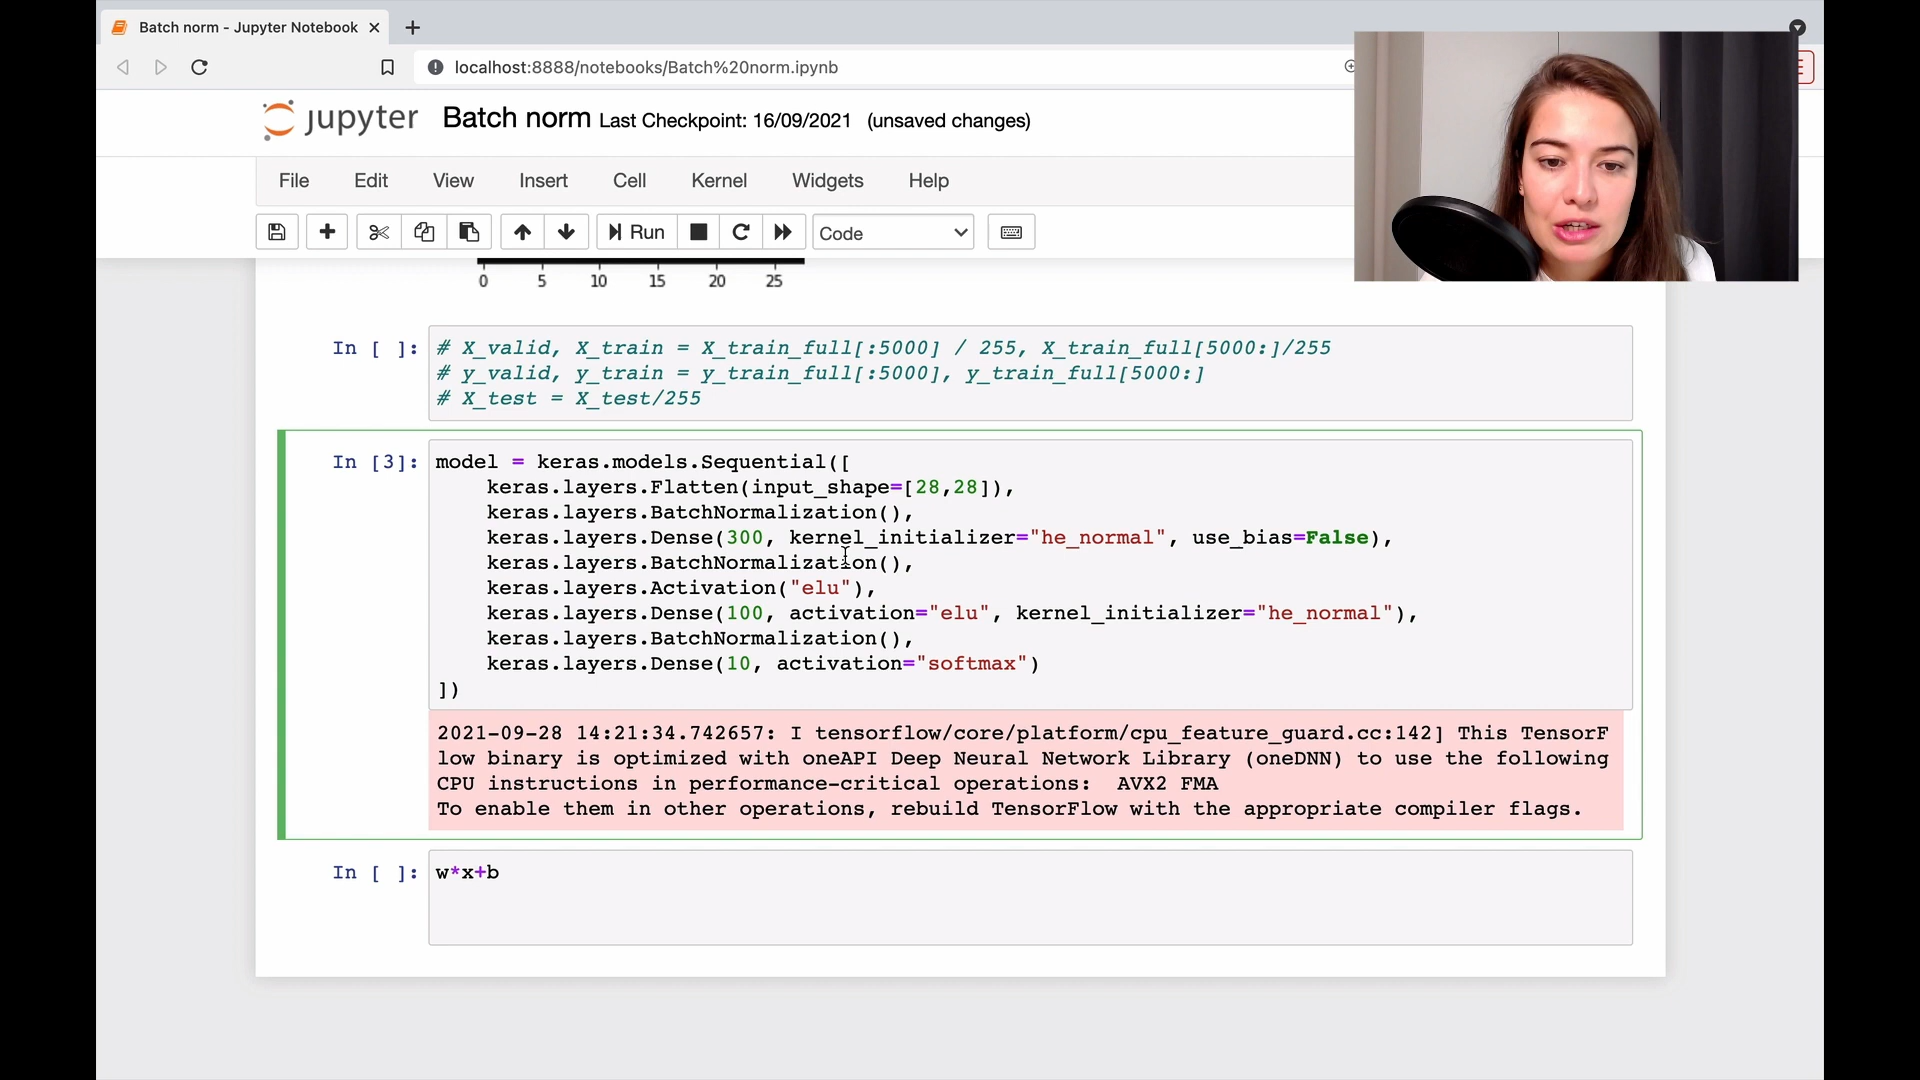 Batch norm - Jupyter Notebook
localhost:8888/notebooks/Batch%20norm.ipynb
jupyter Batch norm Last Checkpoint: 16/09/2021 (unsaved changes)
File Edit View Insert Cell Kernel Widgets Help
Run Code
0 5 10 15 20 25
In [ ]: # X_valid, X_train = X_train_full[:5000] / 255, X_train_full[5000:]/255
# y_valid, y_train = y_train_full[:5000], y_train_full[5000:]
# X_test = X_test/255
In [3]: model = keras.models.Sequential([
keras.layers.Flatten(input_shape=[28,28]),
keras.layers.BatchNormalization(),
keras.layers.Dense(300, kernel_initializer="he_normal", use_bias=False),
keras.layers.BatchNormalization(),
keras.layers.Activation("elu"),
keras.layers.Dense(100, activation="elu", kernel_initializer="he_normal"),
keras.layers.BatchNormalization(),
keras.layers.Dense(10, activation="softmax")
])
2021-09-28 14:21:34.742657: I tensorflow/core/platform/cpu_feature_guard.cc:142] This TensorF
low binary is optimized with oneAPI Deep Neural Network Library (oneDNN) to use the following
CPU instructions in performance-critical operations:  AVX2 FMA
To enable them in other operations, rebuild TensorFlow with the appropriate compiler flags.
In [ ]: w*x+b